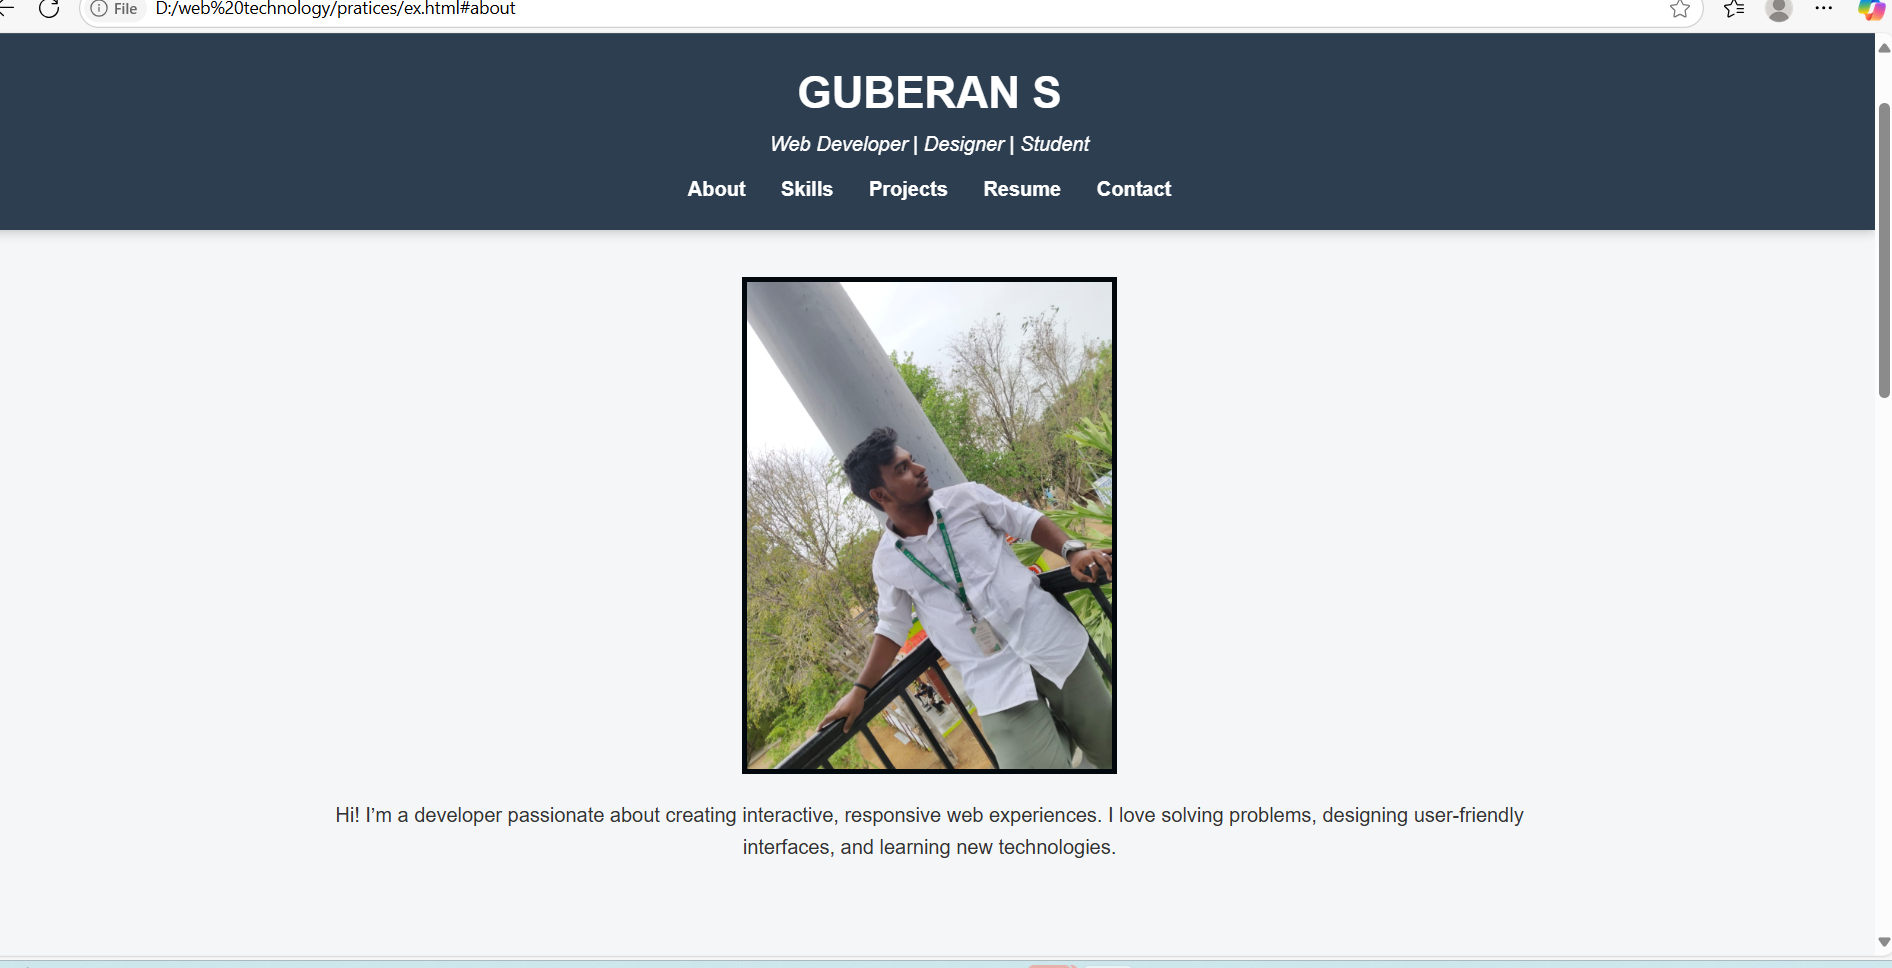 File D:/web%20technology/pratices/ex.html#about
GUBERAN S
Web Developer | Designer | Student
About Skills Projects Resume Contact
Hi! I’m a developer passionate about creating interactive, responsive web experiences. I love solving problems, designing user-friendly
interfaces, and learning new technologies.